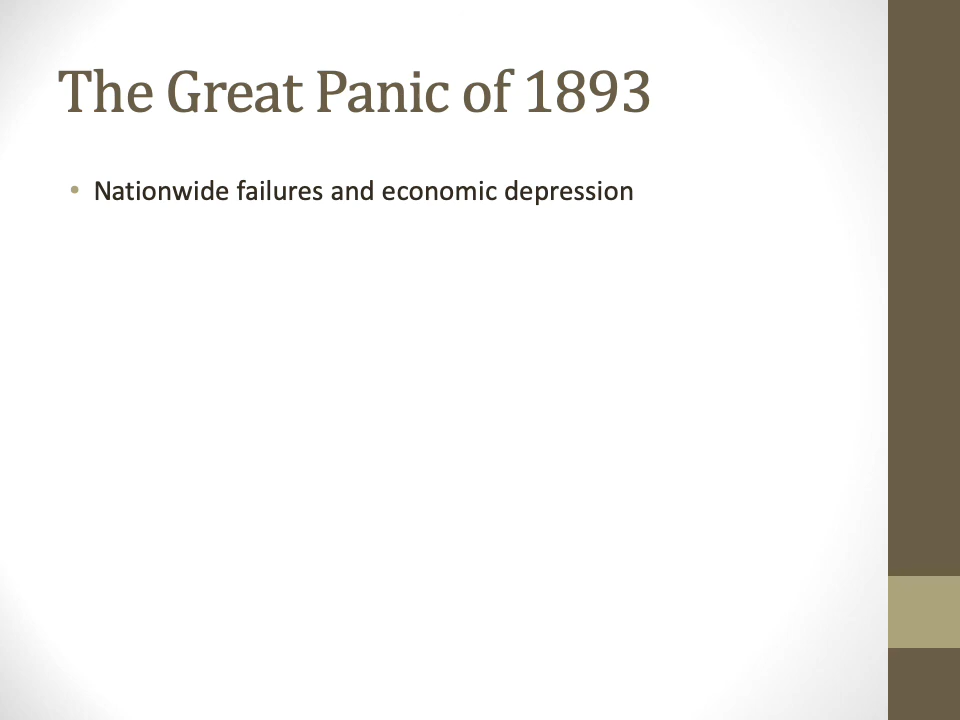 The Great Panic of 1893
• Nationwide failures and economic depression